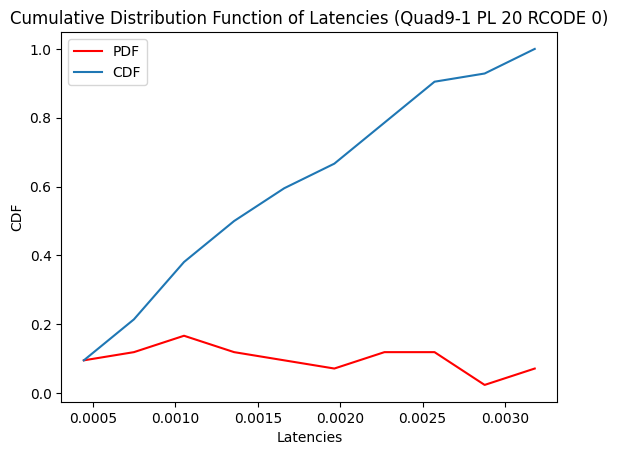 Cumulative Distribution Function of Latencies (Quad9-1 PL 20 RCODE 0)
PDF
CDF
1.0
0.8
0.6
0.4
0.2
0.0
CDF
0.0005 0.0010 0.0015 0.0020 0.0025 0.0030
Latencies